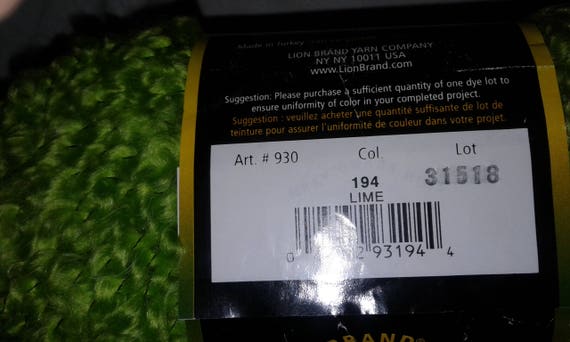 Made in Turkey
LION BRAND YARN COMPANY
NY NY 10011 USA
www.LionBrand.com
Suggestion: Please purchase a sufficient quantity of one dye lot to
ensure uniformity of color in your completed project.
Suggestion : veuillez acheter une quantité suffisante de lot de
teinture pour assurer l'uniformité de couleur dans votre projet.
Art. # 930 Col. Lot
194 31518
LIME
0 2 93194 4
BRAND